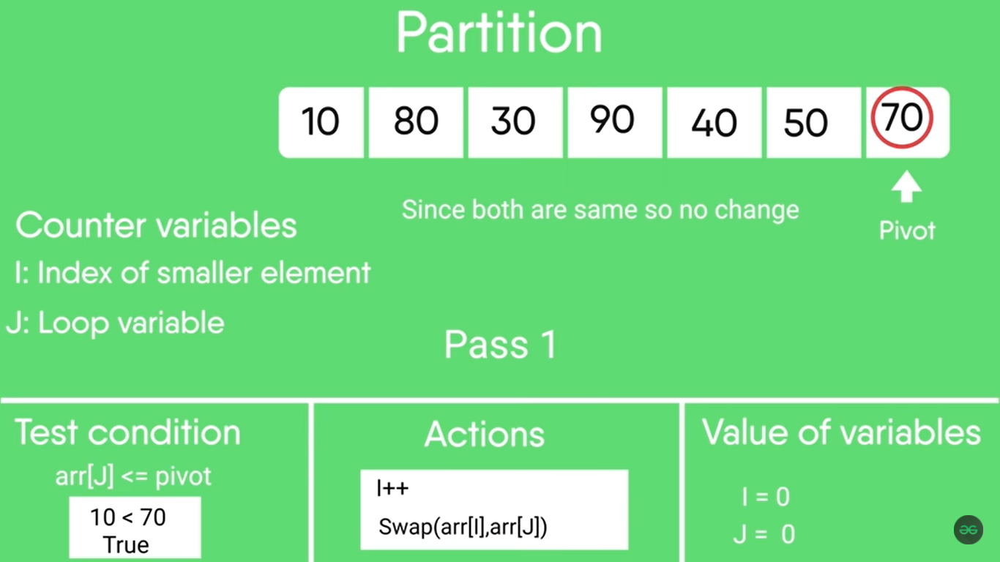 Partition
10 80 30 90 40 50 70
Since both are same so no change
Pivot
Counter variables
I: Index of smaller element
J: Loop variable
Pass 1
Test condition
arr[J] <= pivot
10 < 70
True
Actions
I++
Swap(arr[I],arr[J])
Value of variables
I = 0
J = 0